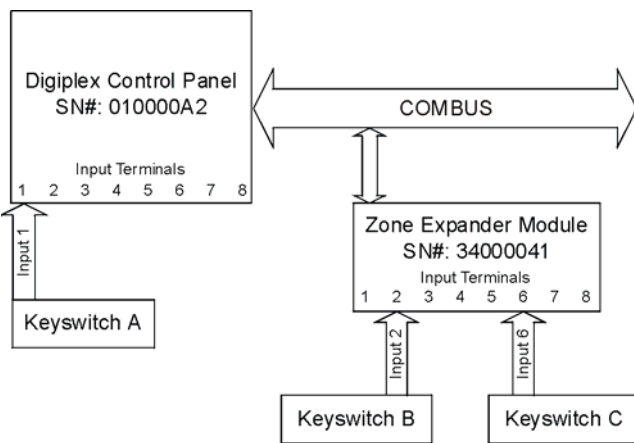 Digiplex Control Panel
SN#: 010000A2
COMBUS
Input Terminals
1 2 3 4 5 6 7 8
Input 1
Keyswitch A
Zone Expander Module
SN#: 34000041
Input Terminals
1 2 3 4 5 6 7 8
Input 2
Input 6
Keyswitch B
Keyswitch C